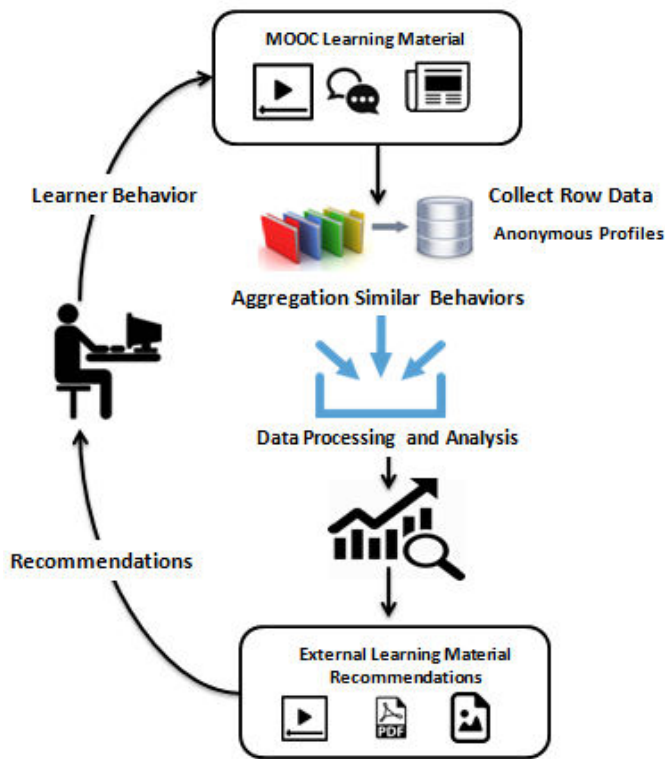 MOOC Learning Material
Learner Behavior
Collect Row Data
Anonymous Profiles
Aggregation Similar Behaviors
Data Processing and Analysis
Recommendations
External Learning Material
Recommendations
PDF